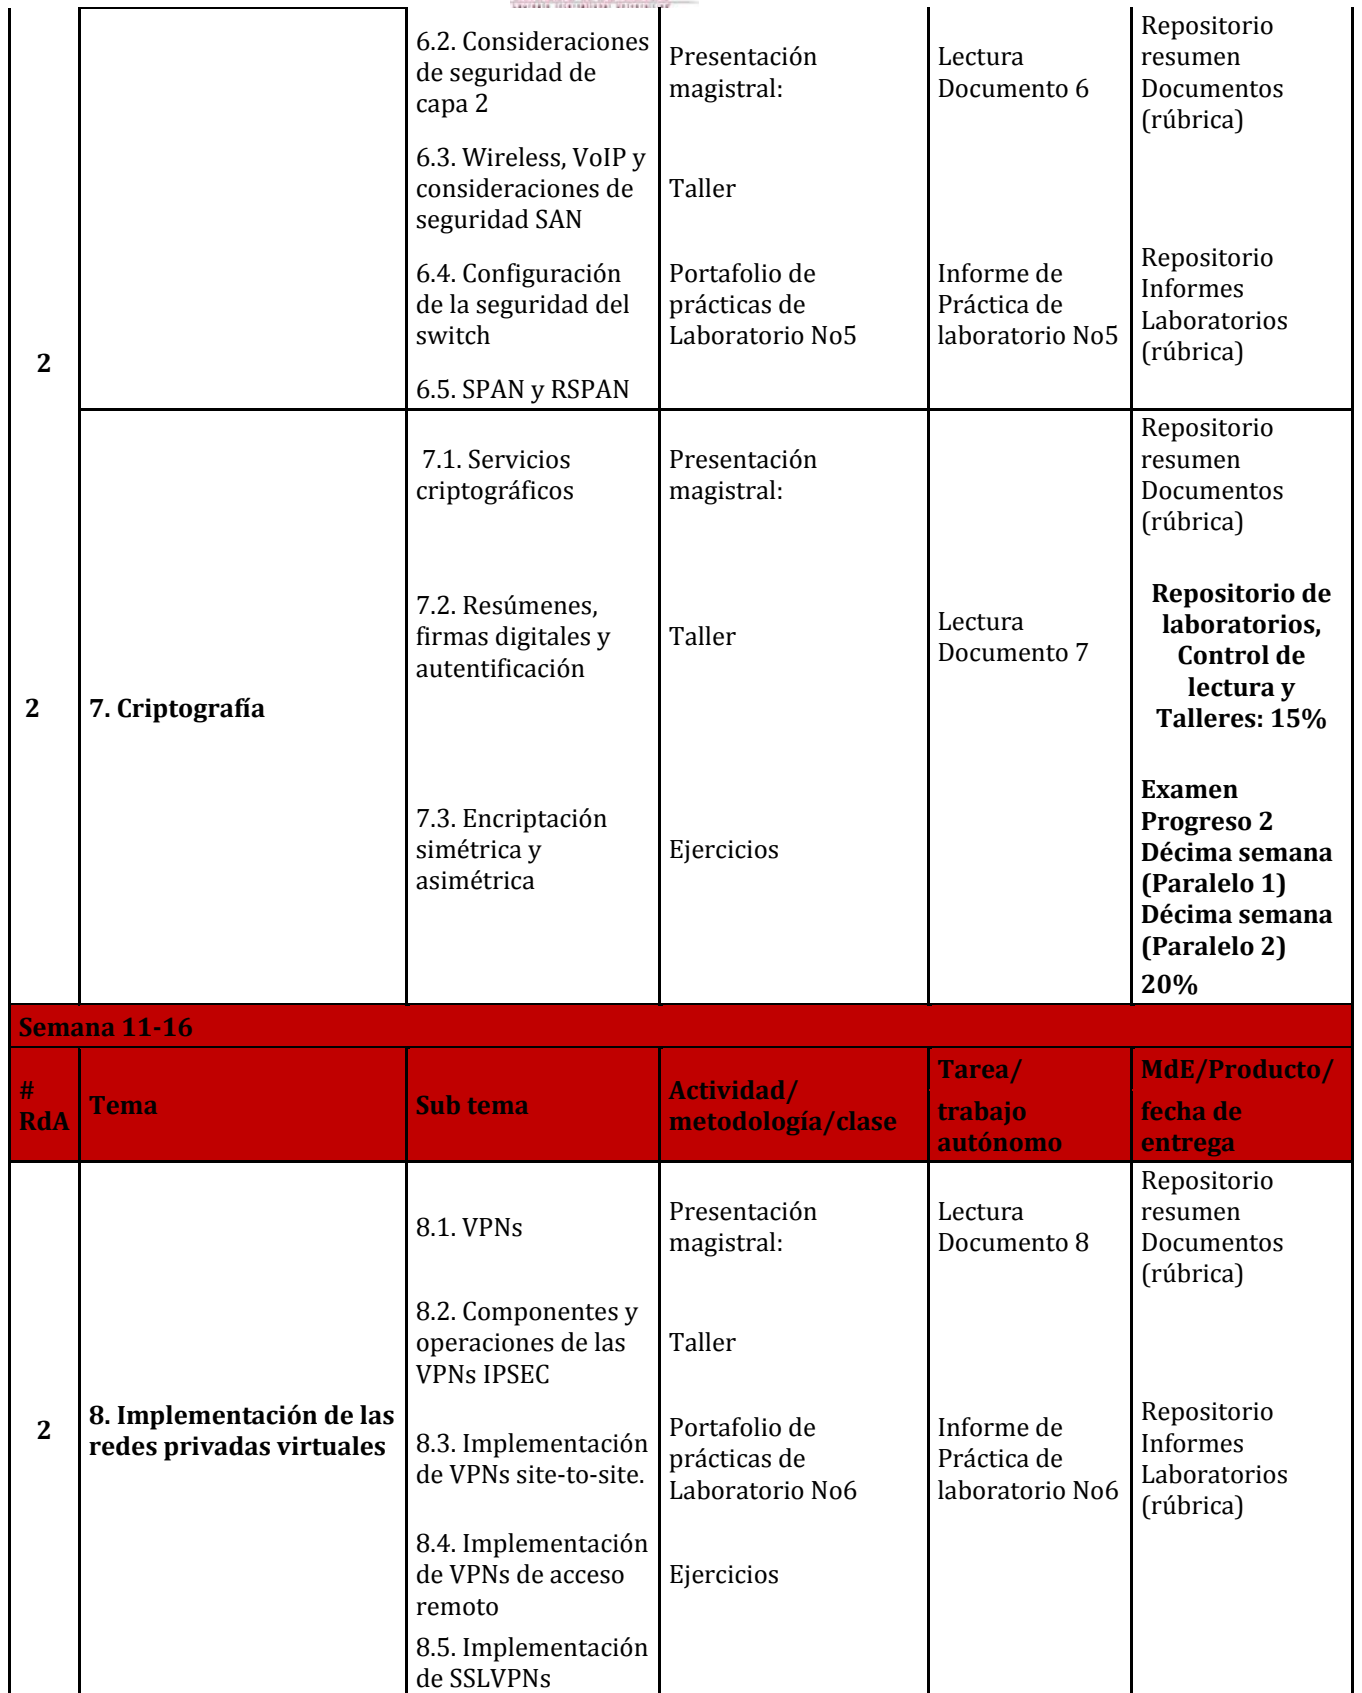 6.2. Consideraciones
de seguridad de
capa 2
Presentación
magistral:
Lectura
Documento 6
Repositorio
resumen
Documentos
(rúbrica)
6.3. Wireless, VoIP y
consideraciones de
seguridad SAN
Taller
6.4. Configuración
de la seguridad del
switch
Portafolio de
prácticas de
Laboratorio No5
Informe de
Práctica de
laboratorio No5
Repositorio
Informes
Laboratorios
(rúbrica)
2
6.5. SPAN y RSPAN
2
7. Criptografía
7.1. Servicios
criptográficos
Presentación
magistral:
Repositorio
resumen
Documentos
(rúbrica)
7.2. Resúmenes,
firmas digitales y
autentificación
Taller
Lectura
Documento 7
Repositorio de
laboratorios,
Control de
lectura y
Talleres: 15%
7.3. Encriptación
simétrica y
asimétrica
Ejercicios
Examen
Progreso 2
Décima semana
(Paralelo 1)
Décima semana
(Paralelo 2)
20%
Semana 11-16
#
RdA
Tema
Sub tema
Actividad/
metodología/clase
Tarea/
trabajo
autónomo
MdE/Producto/
fecha de
entrega
2
8. Implementación de las
redes privadas virtuales
8.1. VPNs
Presentación
magistral:
Lectura
Documento 8
Repositorio
resumen
Documentos
(rúbrica)
8.2. Componentes y
operaciones de las
VPNs IPSEC
Taller
8.3. Implementación
de VPNs site-to-site.
Portafolio de
prácticas de
Laboratorio No6
Informe de
Práctica de
laboratorio No6
Repositorio
Informes
Laboratorios
(rúbrica)
8.4. Implementación
de VPNs de acceso
remoto
Ejercicios
8.5. Implementación
de SSLVPNs